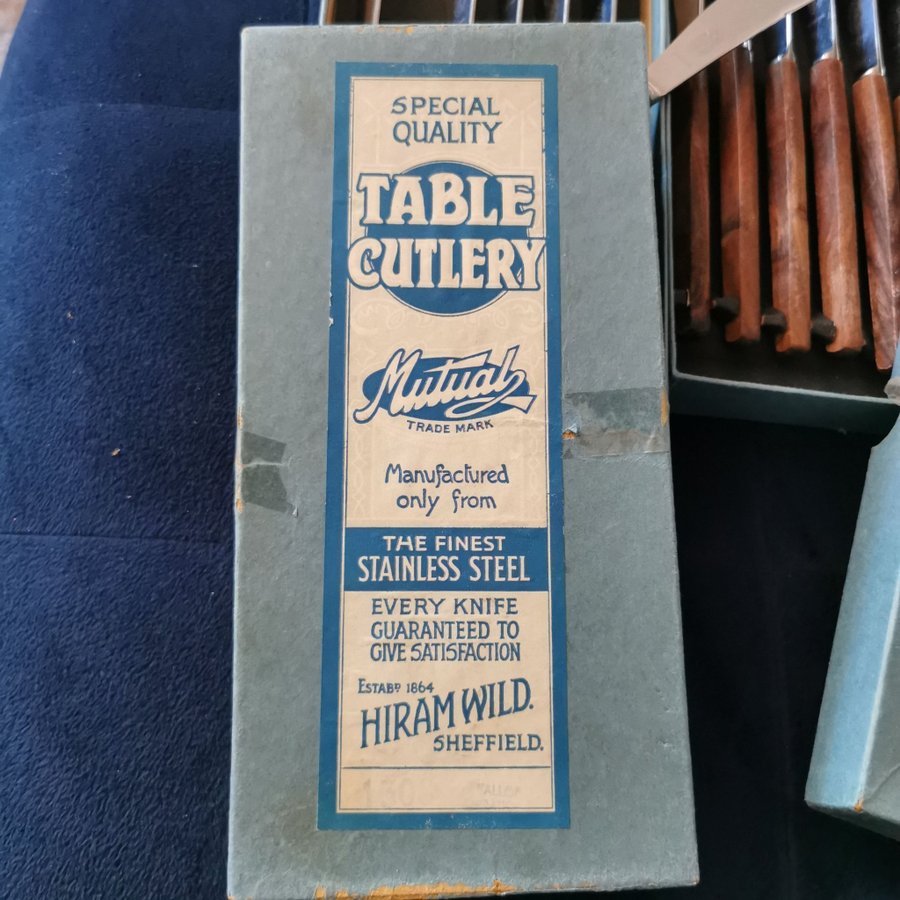 SPECIAL
QUALITY
TABLE
CUTLERY
Mutual
TRADE MARK
Manufactured
only from
THE FINEST
STAINLESS STEEL
EVERY KNIFE
GUARANTEED TO
GIVE SATISFACTION
ESTABD 1864
HIRAM WILD.
SHEFFIELD.